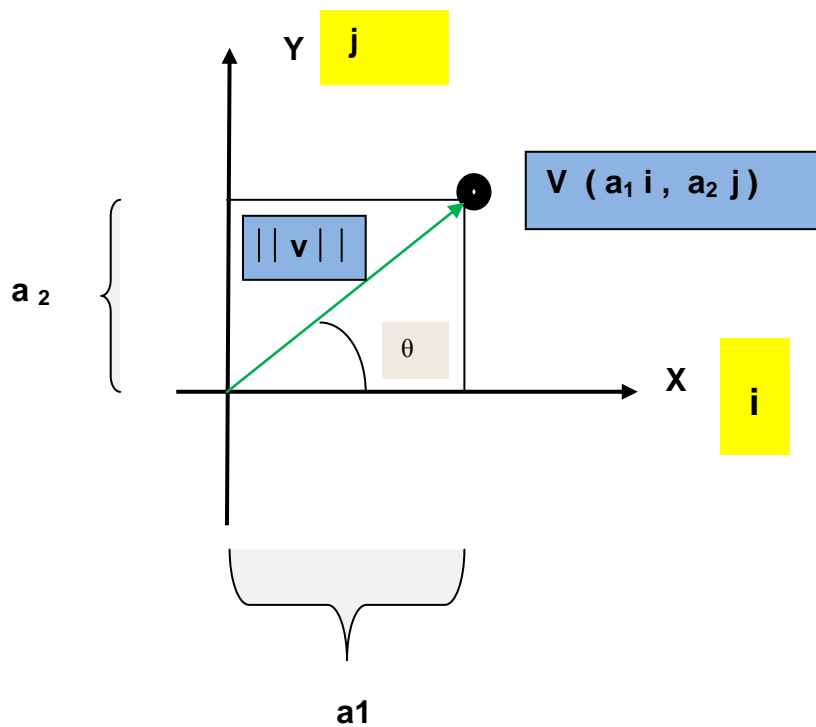 Y j
V ( a₁ i , a₂ j )
|| v ||
a ₂
θ
X
i
a1